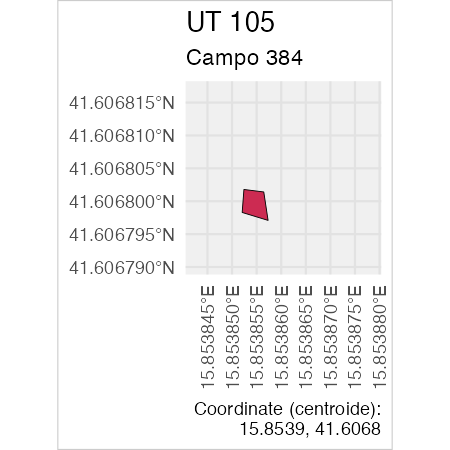 UT 105
Campo 384
41.606815°N
41.606810°N
41.606805°N
41.606800°N
41.606795°N
41.606790°N
15.853845°E
15.853850°E
15.853855°E
15.853860°E
15.853865°E
15.853870°E
15.853875°E
15.853880°E
Coordinate (centroide):
15.8539, 41.6068